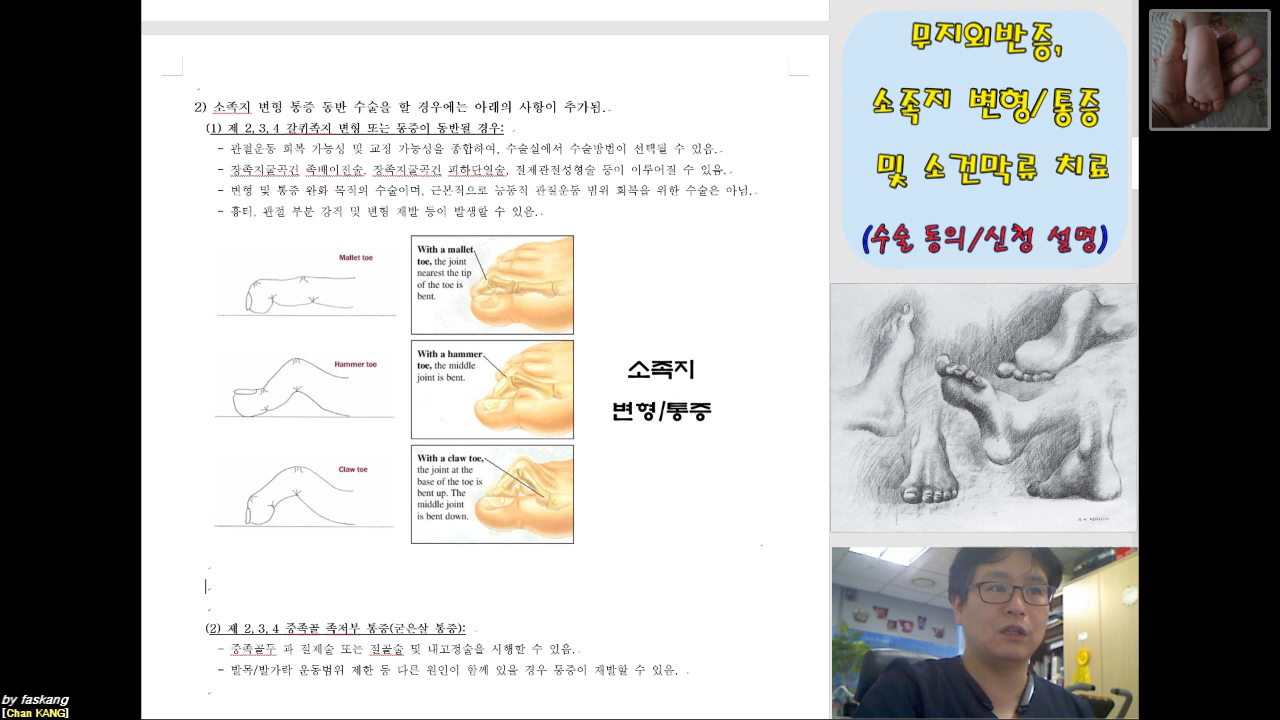 2) 소족지 변형 통증 동반 수술을 할 경우에는 아래의 사항이 추가됨.
(1) 제 2, 3, 4 갈퀴족지 변형 또는 통증이 동반될 경우:
- 관절운동 회복 가능성 및 교정 가능성을 종합하여, 수술실에서 수술방법이 선택될 수 있음.
- 장족지굴곡건 족배이전술, 장족지굴곡건 피하단열술, 절제관절성형술 등이 이루어질 수 있음.
- 변형 및 통증 완화 목적의 수술이며, 근본적으로 능동적 관절운동 범위 회복을 위한 수술은 아님.
- 흉터, 관절 부분 강직 및 변형 재발 등이 발생할 수 있음.
Mallet toe
With a mallet
toe, the joint
nearest the tip
of the toe is
bent.
Hammer toe
With a hammer
toe, the middle
joint is bent.
Claw toe
With a claw toe,
the joint at the
base of the toe is
bent up. The
middle joint
is bent down.
소족지
변형/통증
(2) 제 2, 3, 4 중족골 족저부 통증(굳은살 통증):
- 중족골두 과 절제술 또는 절골술 및 내고정술을 시행할 수 있음.
- 발목/발가락 운동범위 제한 등 다른 원인이 함께 있을 경우 통증이 재발할 수 있음.
무지외반증,
소족지 변형/통증
및 소건막류 치료
(수술 동의/신청 설명)
by faskang
[Chan KANG]